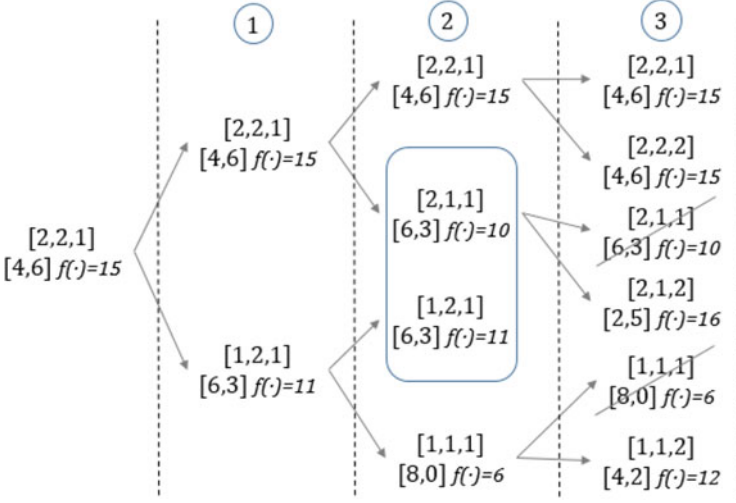 1
2
3
[2,2,1]
[4,6] f(·)=15
[2,2,1]
[4,6] f(·)=15
[1,2,1]
[6,3] f(·)=11
[2,2,1]
[4,6] f(·)=15
[2,1,1]
[6,3] f(·)=10
[1,2,1]
[6,3] f(·)=11
[1,1,1]
[8,0] f(·)=6
[2,2,1]
[4,6] f(·)=15
[2,2,2]
[4,6] f(·)=15
[2,1,1]
[6,3] f(·)=10
[2,1,2]
[2,5] f(·)=16
[1,1,1]
[8,0] f(·)=6
[1,1,2]
[4,2] f(·)=12